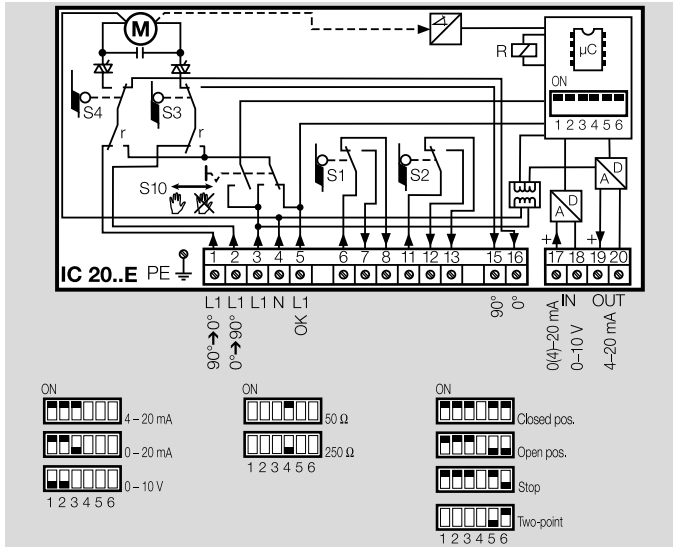 M
R
µC
ON
1 2 3 4 5 6
S4
S3
r
r
S10
S1
S2
D
A
D
A
+
+
IC 20..E PE
1 2 3 4 5 6 7 8 11 12 13 15 16 17 18 19 20
L1 L1 L1 N L1
90°→0°
0°→90°
OK
90°
0°
IN OUT
0(4)–20 mA
0–10 V
4–20 mA
ON
4 – 20 mA
0 – 20 mA
0 – 10 V
1 2 3 4 5 6
ON
50 Ω
250 Ω
1 2 3 4 5 6
ON
Closed pos.
Open pos.
Stop
Two-point
1 2 3 4 5 6